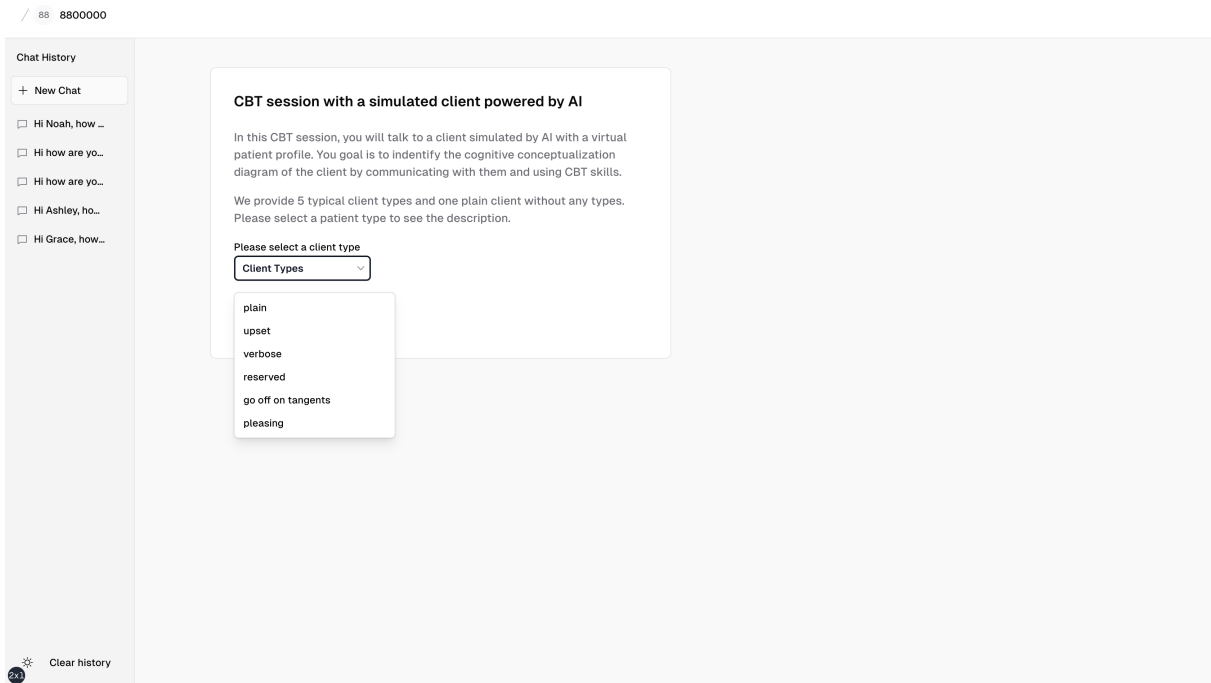 / 88 8800000
Chat History
+ New Chat
Hi Noah, how ...
Hi how are yo...
Hi how are yo...
Hi Ashley, ho...
Hi Grace, how...
CBT session with a simulated client powered by AI
In this CBT session, you will talk to a client simulated by AI with a virtual
patient profile. You goal is to indentify the cognitive conceptualization
diagram of the client by communicating with them and using CBT skills.
We provide 5 typical client types and one plain client without any types.
Please select a patient type to see the description.
Please select a client type
Client Types
plain
upset
verbose
reserved
go off on tangents
pleasing
Clear history
2x1